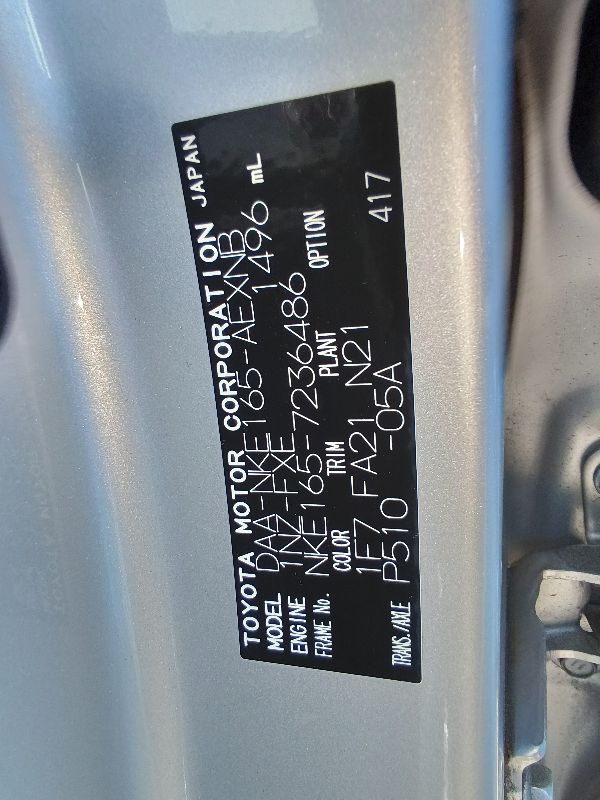 TOYOTA MOTOR CORPORATION JAPAN
MODEL DAA-NKE165-AEXNB
ENGINE 1NZ-FXE 1496 mL
FRAME No. NKE165-7236486
COLOR TRIM PLANT OPTION
1F7 FA21 N21
TRANS./AXLE P510 -05A 417